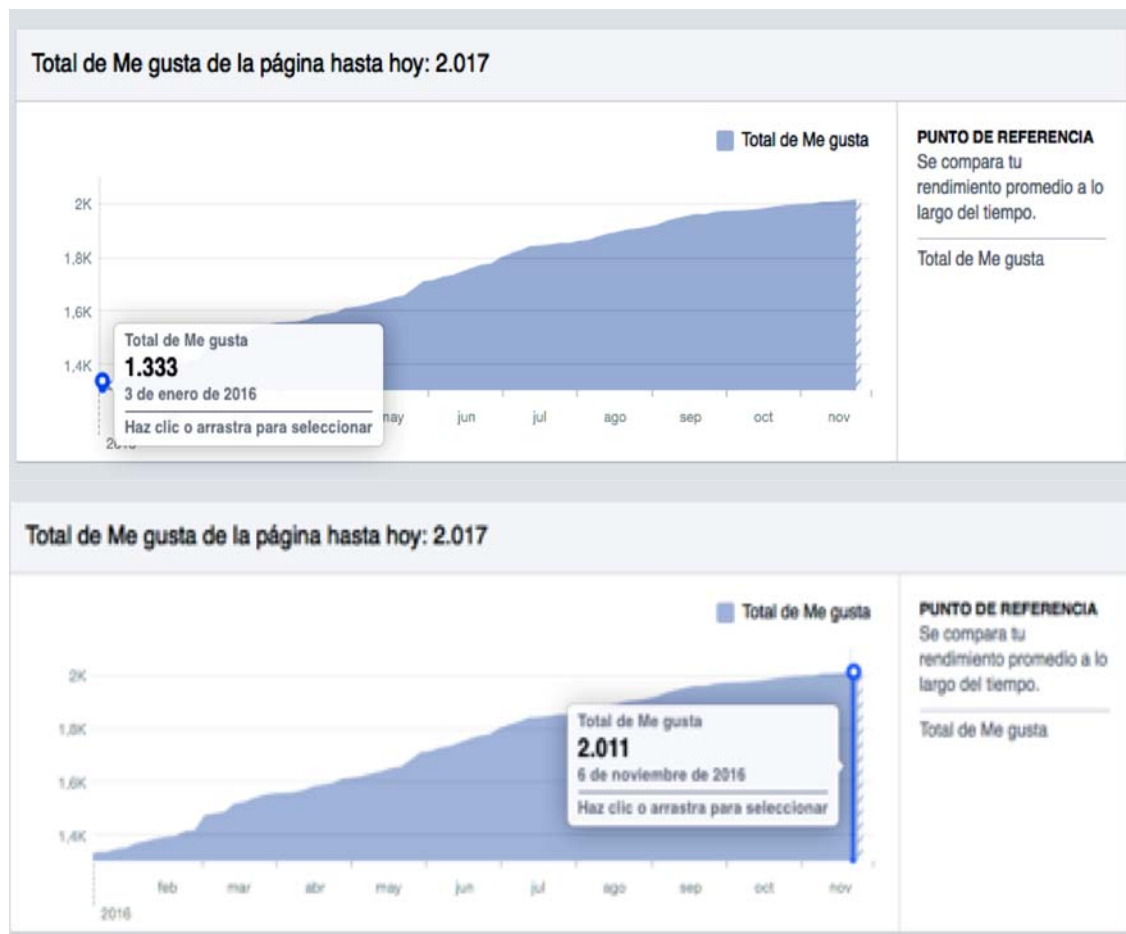 Total de Me gusta de la página hasta hoy: 2.017
Total de Me gusta
PUNTO DE REFERENCIA
Se compara tu
rendimiento promedio a lo
largo del tiempo.
Total de Me gusta
2K
1,8K
1,6K
1,4K
Total de Me gusta
1.333
3 de enero de 2016
Haz clic o arrastra para seleccionar
jun jul ago sep oct nov
Total de Me gusta de la página hasta hoy: 2.017
Total de Me gusta
PUNTO DE REFERENCIA
Se compara tu
rendimiento promedio a lo
largo del tiempo.
Total de Me gusta
2K
1,8K
1,6K
1,4K
Total de Me gusta
2.011
6 de noviembre de 2016
Haz clic o arrastra para seleccionar
feb mar abr may jun jul ago sep oct nov
2016